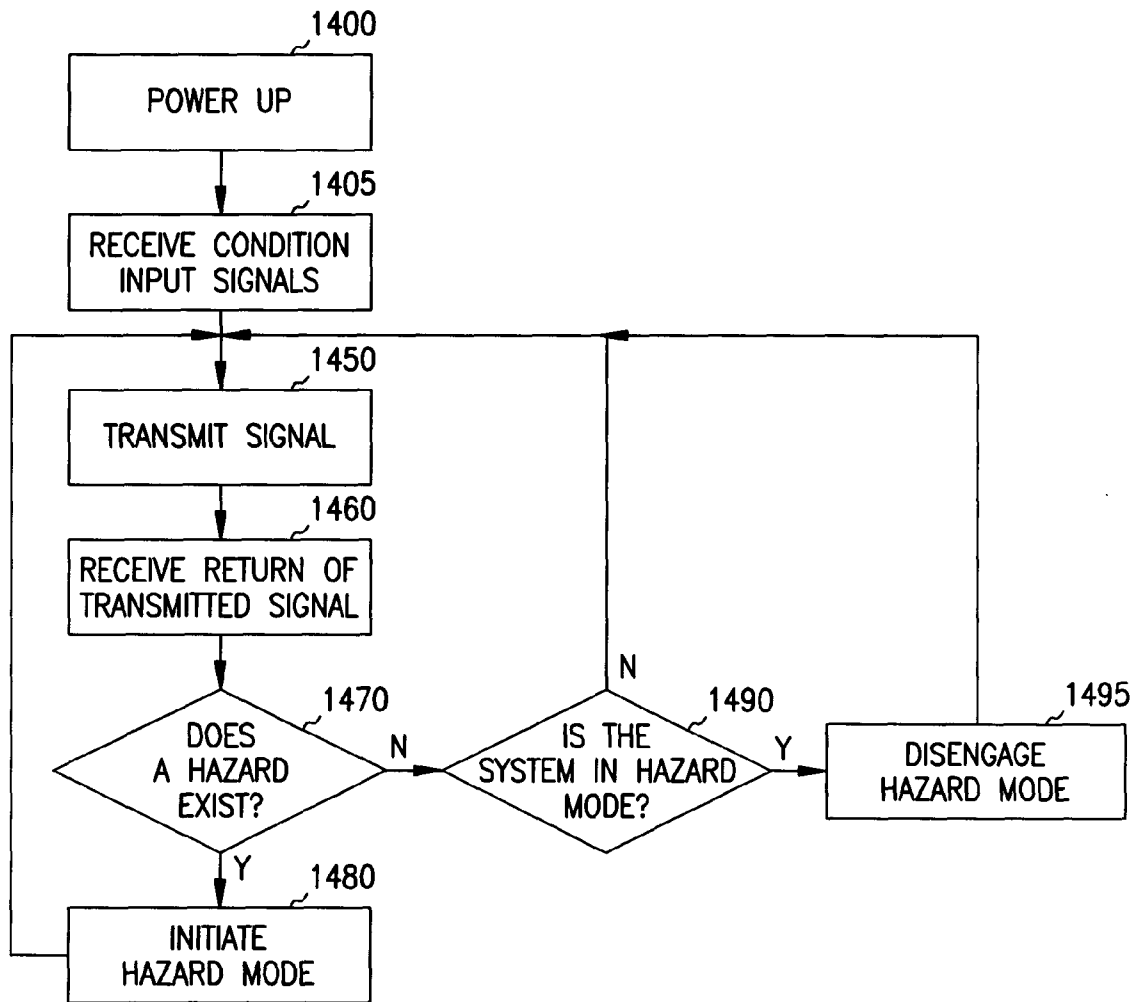 1400
POWER UP
1405
RECEIVE CONDITION
INPUT SIGNALS
1450
TRANSMIT SIGNAL
1460
RECEIVE RETURN OF
TRANSMITTED SIGNAL
1470
DOES
A HAZARD
EXIST?
N
Y
1480
INITIATE
HAZARD MODE
1490
IS THE
SYSTEM IN HAZARD
MODE?
N
Y
1495
DISENGAGE
HAZARD MODE